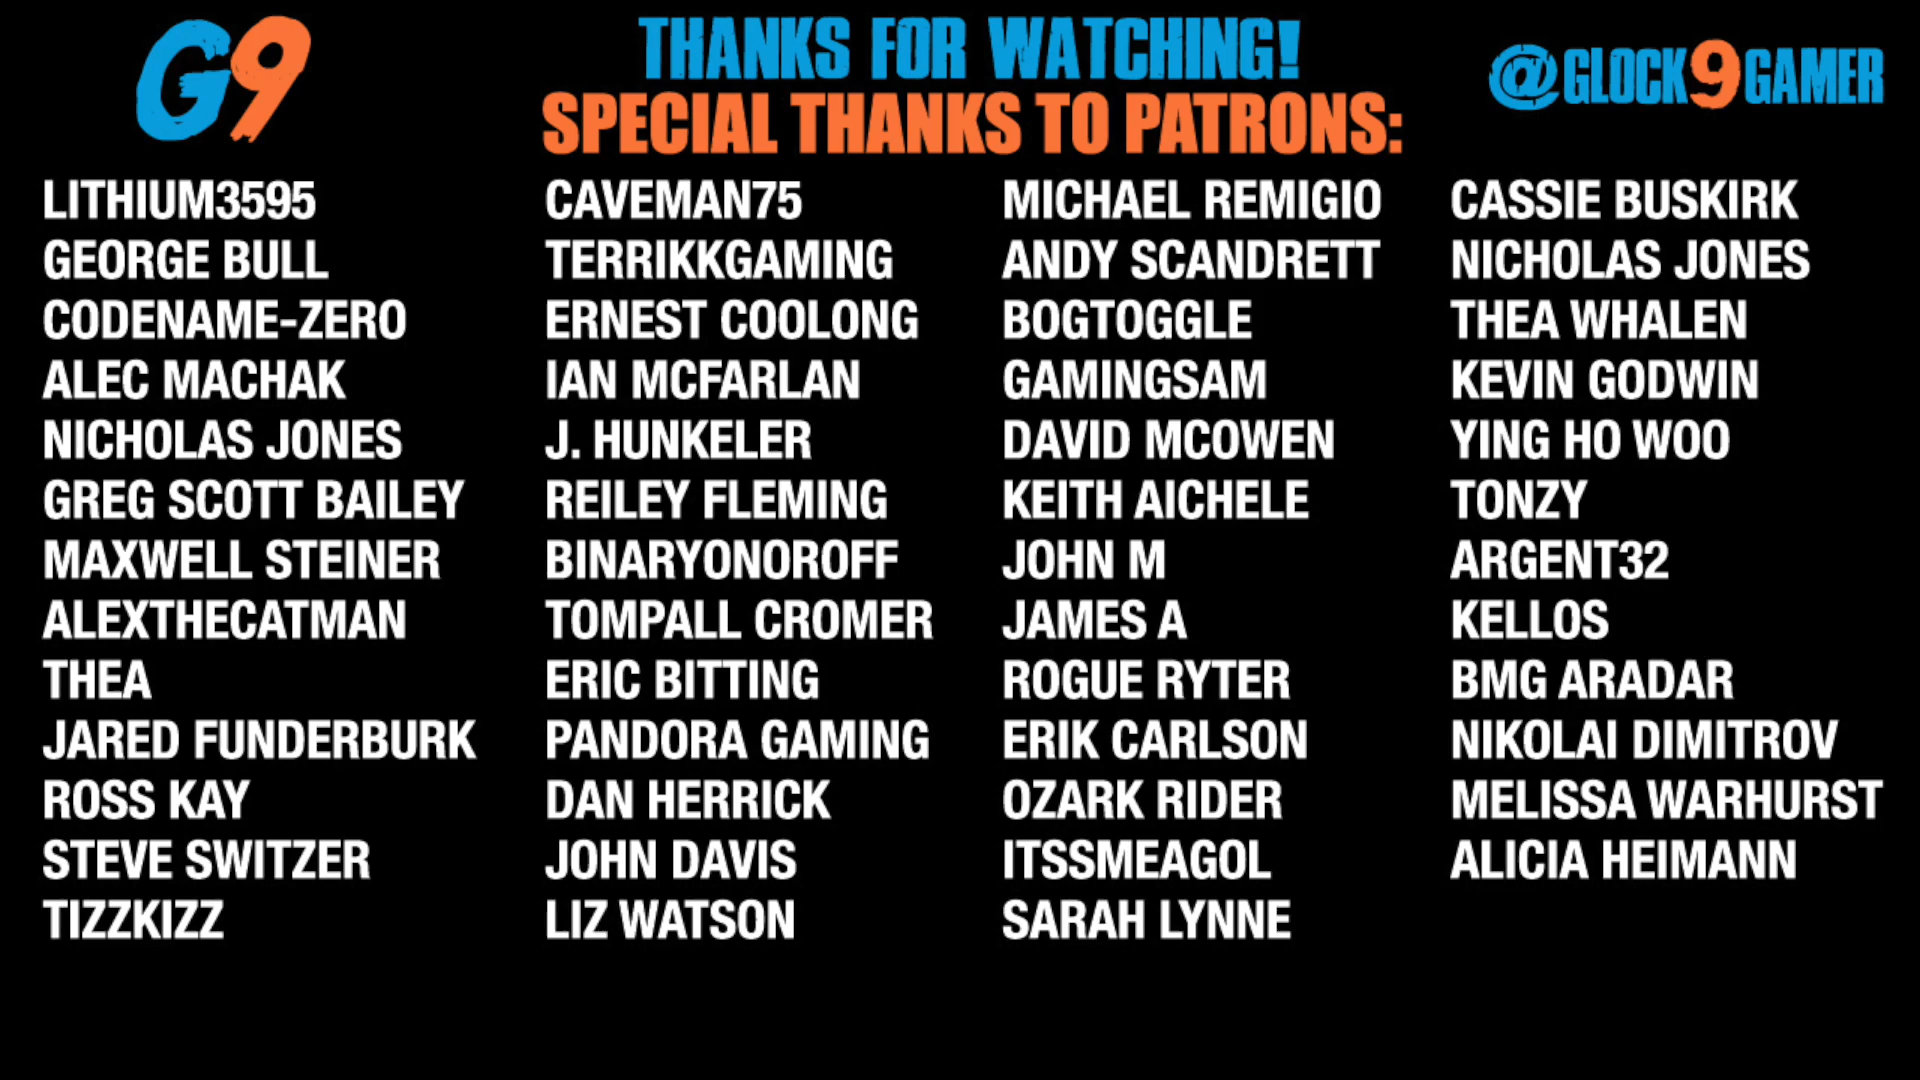 G9
THANKS FOR WATCHING!
SPECIAL THANKS TO PATRONS:
@GLOCK9GAMER
LITHIUM3595
GEORGE BULL
CODENAME-ZERO
ALEC MACHAK
NICHOLAS JONES
GREG SCOTT BAILEY
MAXWELL STEINER
ALEXTHECATMAN
THEA
JARED FUNDERBURK
ROSS KAY
STEVE SWITZER
TIZZKIZZ
CAVEMAN75
TERRIKKGAMING
ERNEST COOLONG
IAN MCFARLAN
J. HUNKELER
REILEY FLEMING
BINARYONOROFF
TOMPALL CROMER
ERIC BITTING
PANDORA GAMING
DAN HERRICK
JOHN DAVIS
LIZ WATSON
MICHAEL REMIGIO
ANDY SCANDRETT
BOGTOGGLE
GAMINGSAM
DAVID MCOWEN
KEITH AICHELE
JOHN M
JAMES A
ROGUE RYTER
ERIK CARLSON
OZARK RIDER
ITSSMEAGOL
SARAH LYNNE
CASSIE BUSKIRK
NICHOLAS JONES
THEA WHALEN
KEVIN GODWIN
YING HO WOO
TONZY
ARGENT32
KELLOS
BMG ARADAR
NIKOLAI DIMITROV
MELISSA WARHURST
ALICIA HEIMANN